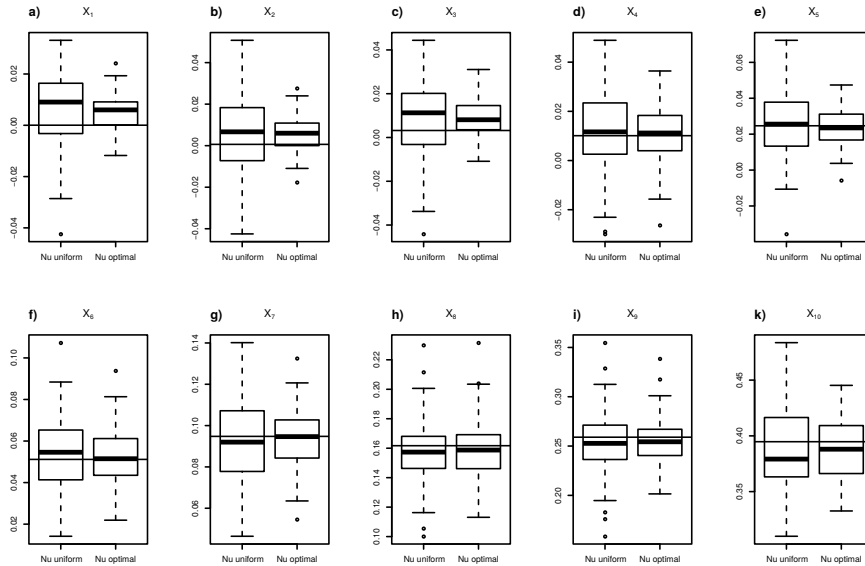 a) X₁
−0.04 −0.02 0.00 0.02
Nu uniform Nu optimal
b) X₂
−0.04 −0.02 0.00 0.02 0.04
Nu uniform Nu optimal
c) X₃
−0.04 −0.02 0.00 0.02 0.04
Nu uniform Nu optimal
d) X₄
−0.02 0.00 0.02 0.04
Nu uniform Nu optimal
e) X₅
−0.04 −0.02 0.00 0.02 0.04 0.06
Nu uniform Nu optimal
f) X₆
0.02 0.04 0.06 0.08 0.10
Nu uniform Nu optimal
g) X₇
0.06 0.08 0.10 0.12 0.14
Nu uniform Nu optimal
h) X₈
0.10 0.12 0.14 0.16 0.18 0.20 0.22
Nu uniform Nu optimal
i) X₉
0.20 0.25 0.30 0.35
Nu uniform Nu optimal
k) X₁₀
0.35 0.40 0.45
Nu uniform Nu optimal